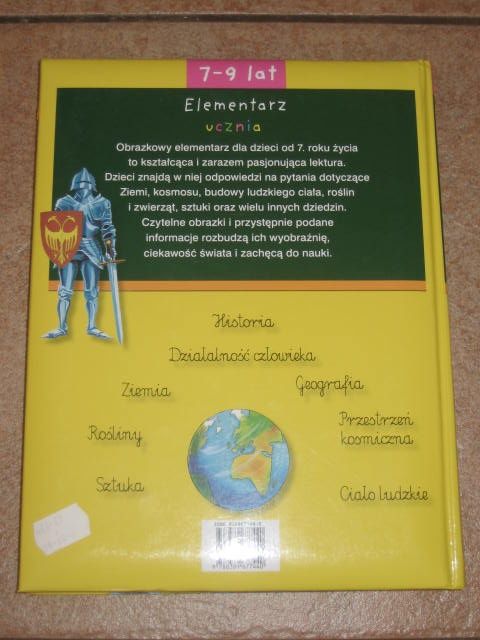 7-9 lat
Elementarz
ucznia
Obrazkowy elementarz dla dzieci od 7. roku życia
to kształcąca i zarazem pasjonująca lektura.
Dzieci znajdą w niej odpowiedzi na pytania dotyczące
Ziemi, kosmosu, budowy ludzkiego ciała, roślin
i zwierząt, sztuki oraz wielu innych dziedzin.
Czytelne obrazki i przystępnie podane
informacje rozbudzą ich wyobraźnię,
ciekawość świata i zachęcą do nauki.
Historia
Działalność człowieka
Ziemia
Geografia
Rośliny
Przestrzeń
kosmiczna
Sztuka
Ciało ludzkie
ISBN